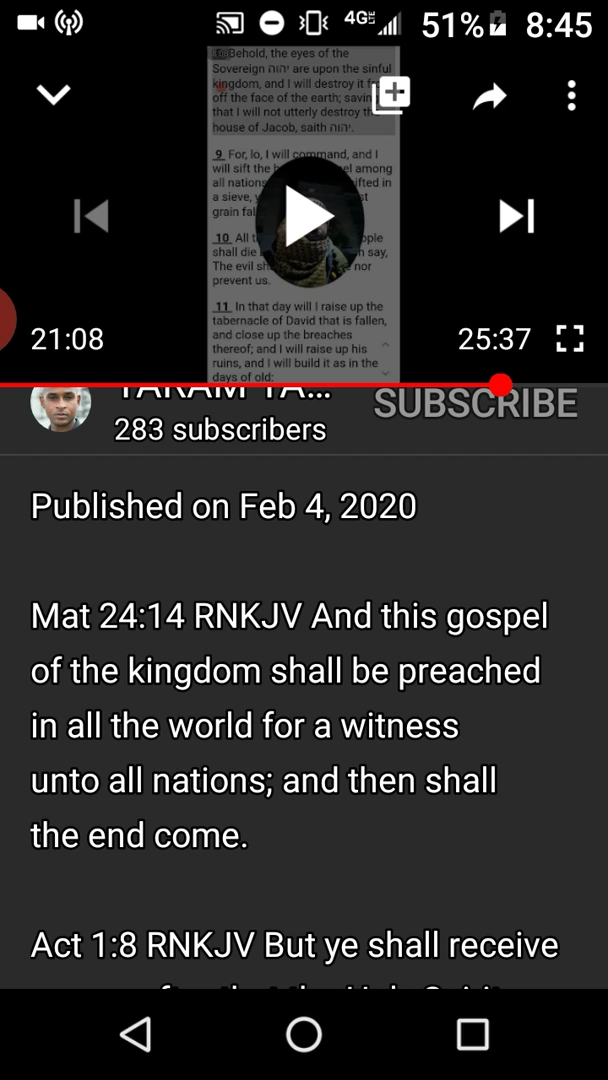 4G LTE 51% 8:45
Behold, the eyes of the
Sovereign יהוה are upon the sinful
kingdom, and I will destroy it
off the face of the earth; 
that I will not utterly destroy
house of Jacob, saith יהוה.
9 For, lo, I will command, and I
will sift the among
all nations in
a sieve,
grain
10 All
shall die say,
The evil nor
prevent us.
11 In that day will I raise up the
tabernacle of David that is fallen,
and close up the breaches
thereof; and I will raise up his
ruins, and I will build it as in the
days of old:
21:08 25:37
SUBSCRIBE
283 subscribers
Published on Feb 4, 2020
Mat 24:14 RNKJV And this gospel
of the kingdom shall be preached
in all the world for a witness
unto all nations; and then shall
the end come.
Act 1:8 RNKJV But ye shall receive